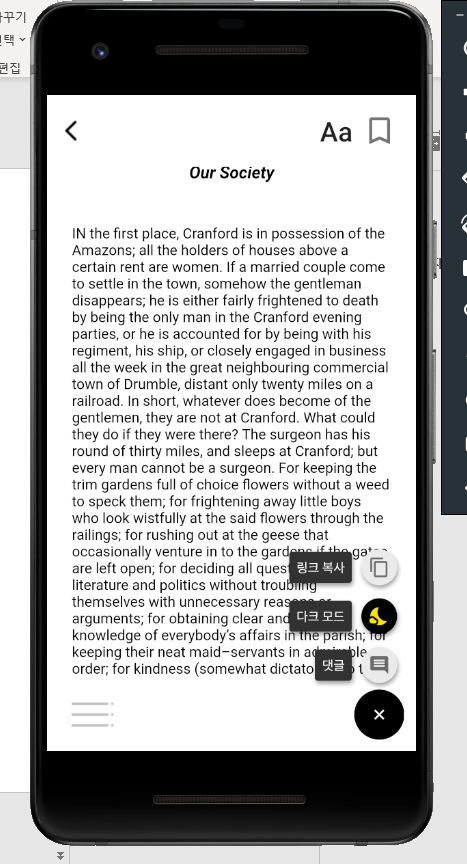 바꾸기
선택
편집
Aa
Our Society
IN the first place, Cranford is in possession of the
Amazons; all the holders of houses above a
certain rent are women. If a married couple come
to settle in the town, somehow the gentleman
disappears; he is either fairly frightened to death
by being the only man in the Cranford evening
parties, or he is accounted for by being with his
regiment, his ship, or closely engaged in business
all the week in the great neighbouring commercial
town of Drumble, distant only twenty miles on a
railroad. In short, whatever does become of the
gentlemen, they are not at Cranford. What could
they do if they were there? The surgeon has his
round of thirty miles, and sleeps at Cranford; but
every man cannot be a surgeon. For keeping the
trim gardens full of choice flowers without a weed
to speck them; for frightening away little boys
who look wistfully at the said flowers through the
railings; for rushing out at the geese that
occasionally venture in to the gardens if the gates
are left open; for deciding all
링크 복사
literature and politics without troubling
themselves with unnecessary reasons or
arguments; for obtaining clear and
다크 모드
knowledge of everybody's affairs in the parish; for
keeping their neat maid–servants in admirable
order; for kindness (somewhat
댓글